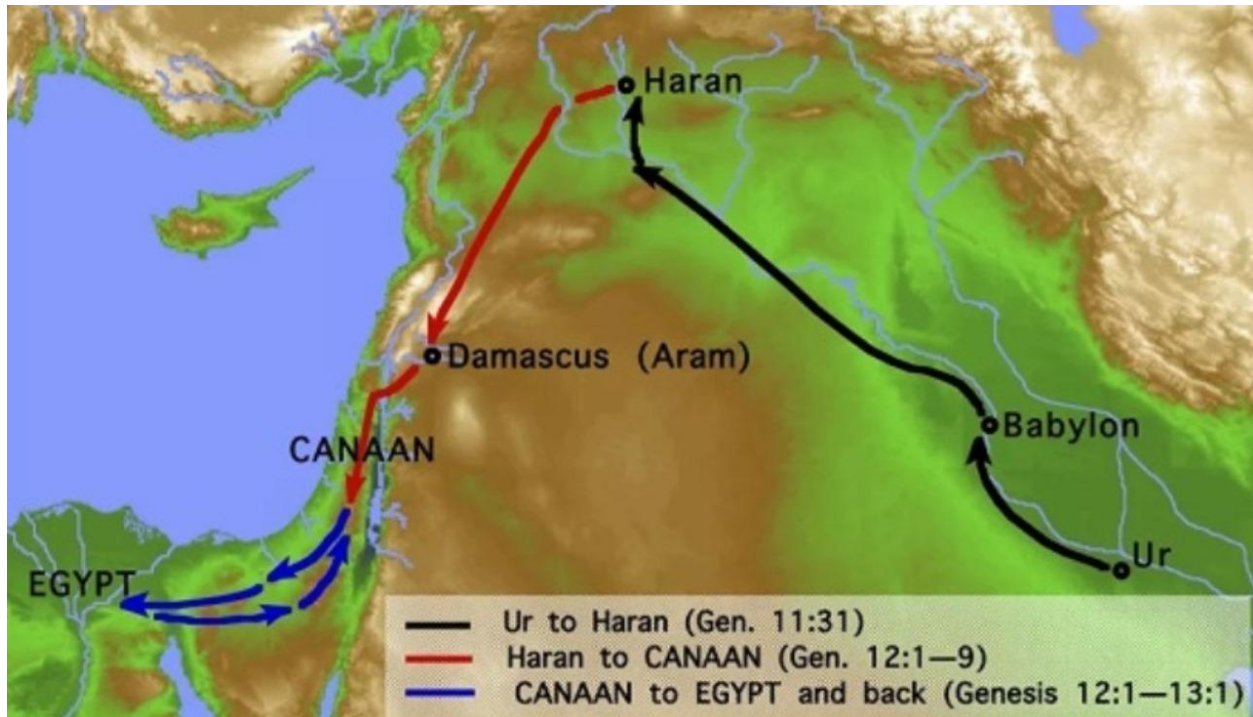 Haran
Damascus (Aram)
CANAAN
Babylon
Ur
EGYPT
Ur to Haran (Gen. 11:31)
Haran to CANAAN (Gen. 12:1—9)
CANAAN to EGYPT and back (Genesis 12:1—13:1)